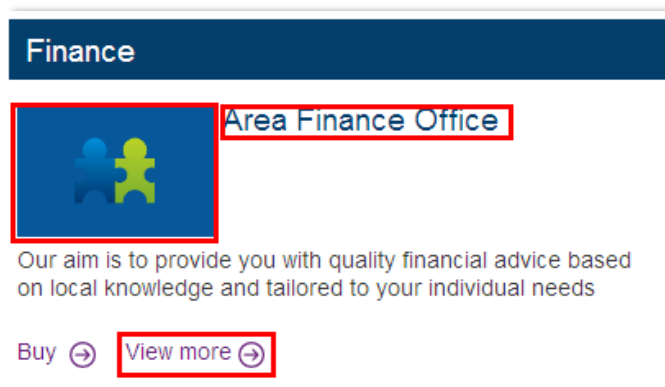 Finance
Area Finance Office
Our aim is to provide you with quality financial advice based
on local knowledge and tailored to your individual needs
Buy View more